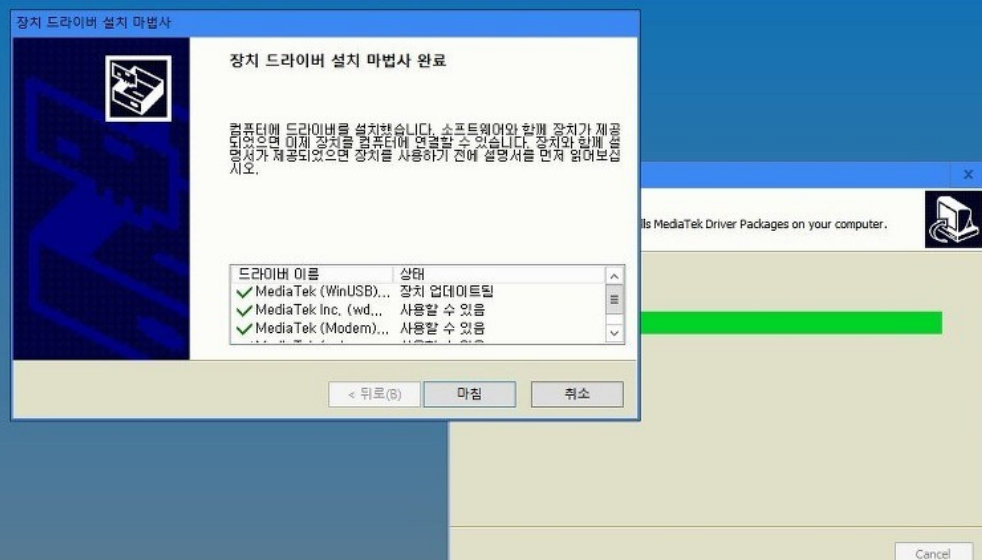 장치 드라이버 설치 마법사
장치 드라이버 설치 마법사 완료
컴퓨터에 드라이버를 설치했습니다. 소프트웨어와 함께 장치가 제공
되었으면 이제 장치를 컴퓨터에 연결할 수 있습니다. 장치와 함께 설
명서가 제공되었으면 장치를 사용하기 전에 설명서를 먼저 읽어보십
시오.
드라이버 이름 상태
MediaTek (WinUSB)... 장치 업데이트됨
MediaTek Inc. (wd... 사용할 수 있음
MediaTek (Modem)... 사용할 수 있음
< 뒤로(B) 마침 취소
x
lls MediaTek Driver Packages on your computer.
Cancel